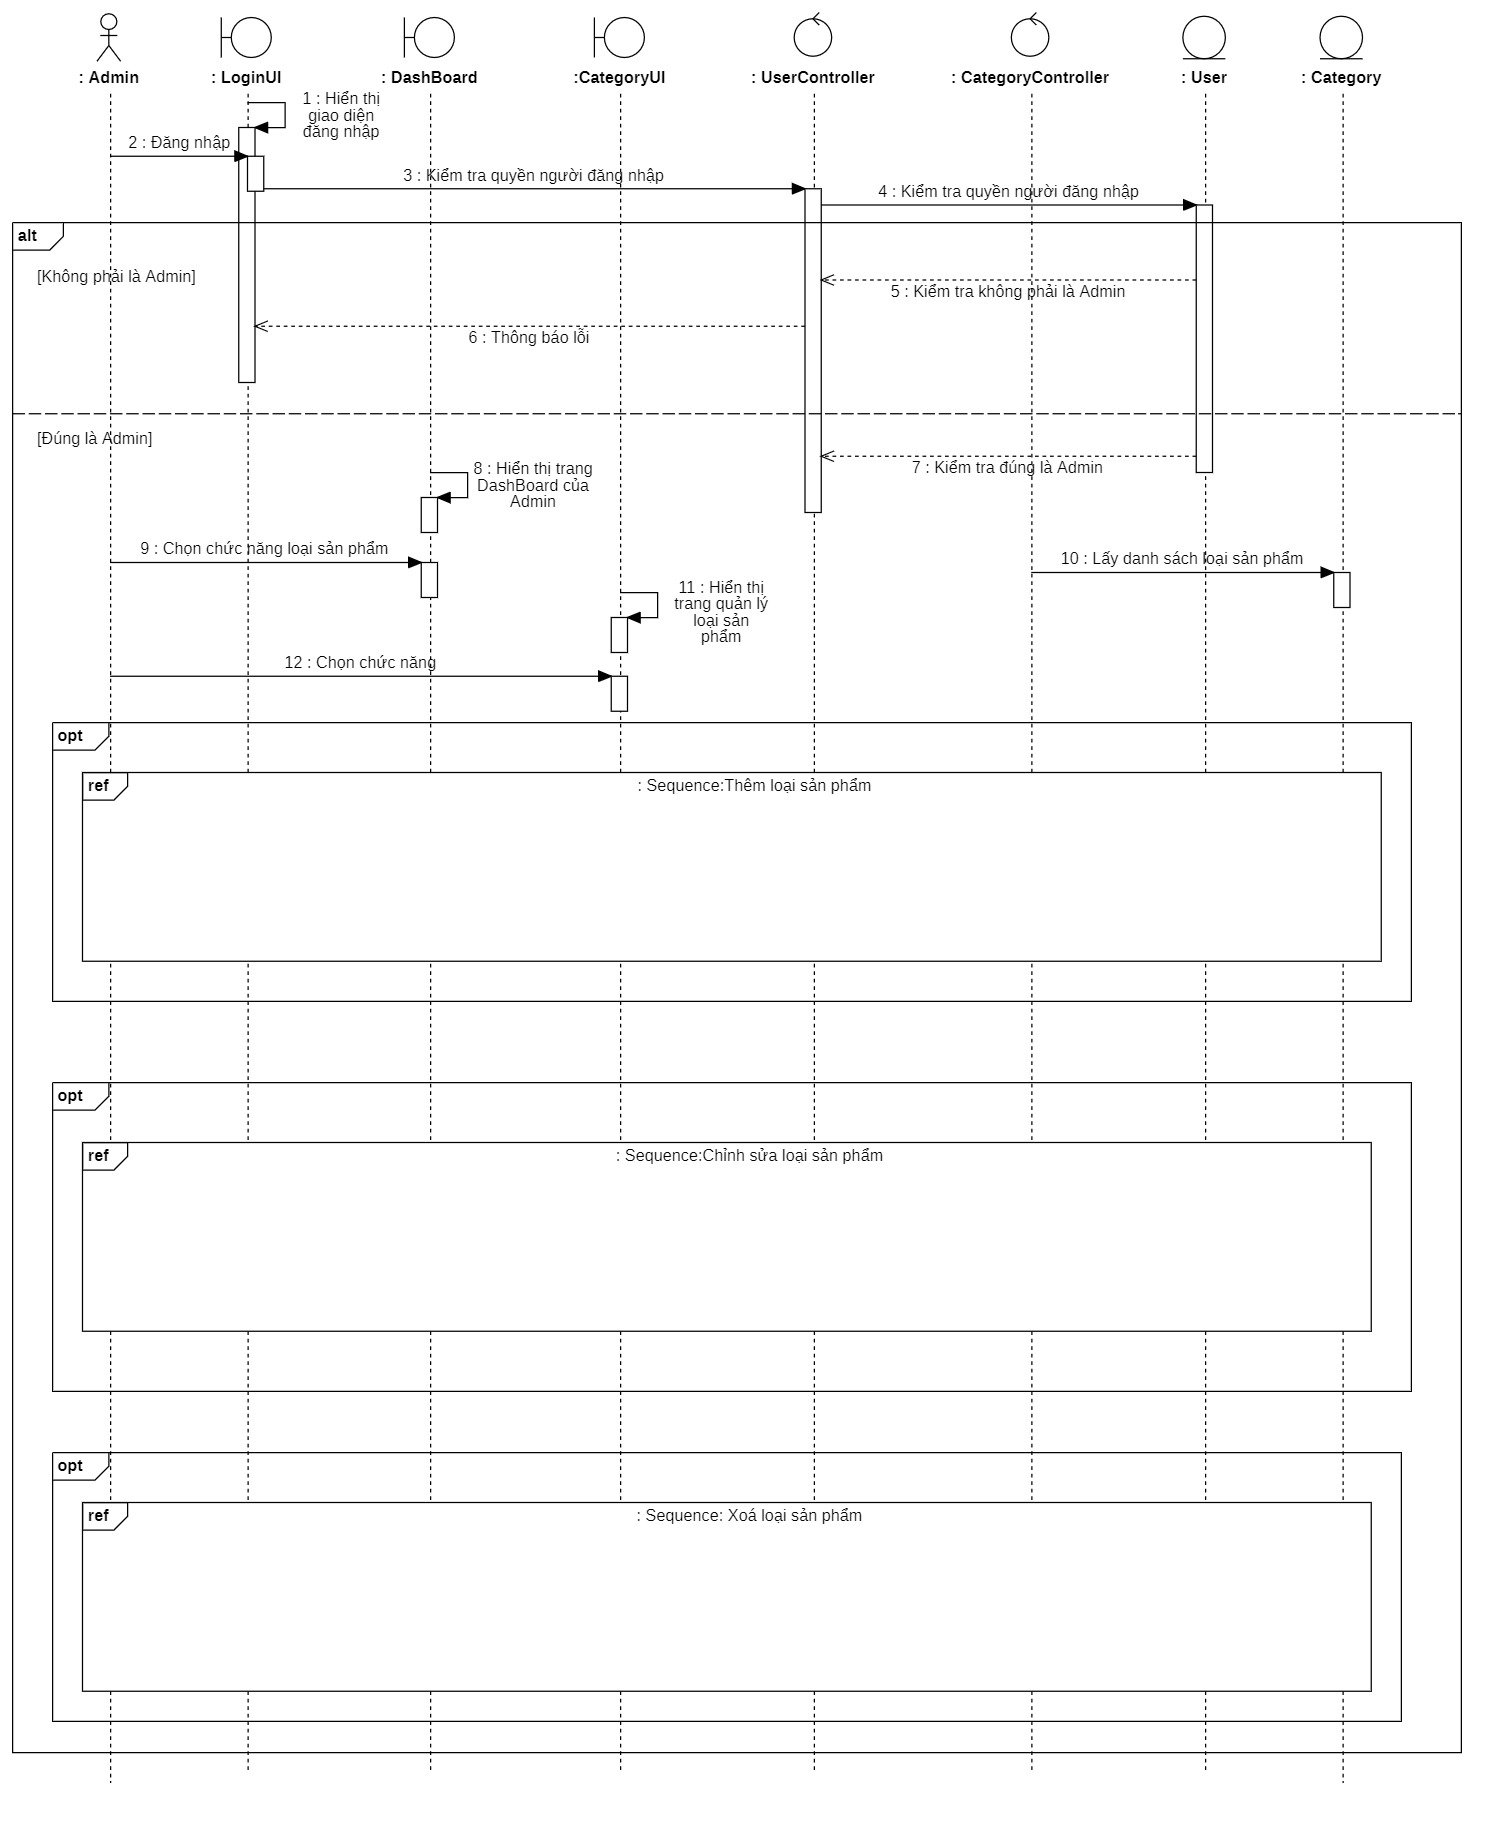 : Admin
: LoginUI
: DashBoard
:CategoryUI
: UserController
: CategoryController
: User
: Category
1 : Hiển thị
giao diện
đăng nhập
2 : Đăng nhập
3 : Kiểm tra quyền người đăng nhập
4 : Kiểm tra quyền người đăng nhập
alt
[Không phải là Admin]
5 : Kiểm tra không phải là Admin
6 : Thông báo lỗi
[Đúng là Admin]
7 : Kiểm tra đúng là Admin
8 : Hiển thị trang
DashBoard của
Admin
9 : Chọn chức năng loại sản phẩm
10 : Lấy danh sách loại sản phẩm
11 : Hiển thị
trang quản lý
loại sản
phẩm
12 : Chọn chức năng
opt
ref
: Sequence:Thêm loại sản phẩm
opt
ref
: Sequence:Chỉnh sửa loại sản phẩm
opt
ref
: Sequence: Xoá loại sản phẩm